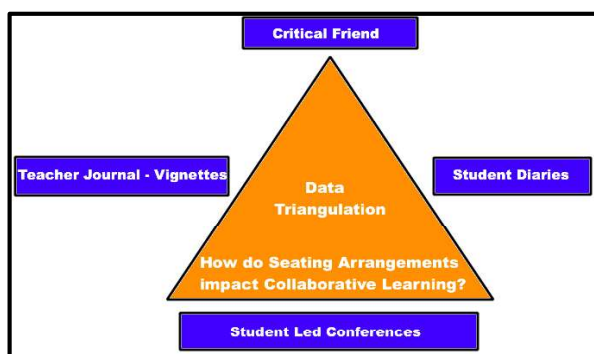 Critical Friend
Teacher Journal - Vignettes
Student Diaries
Data
Triangulation
How do Seating Arrangements
impact Collaborative Learning?
Student Led Conferences